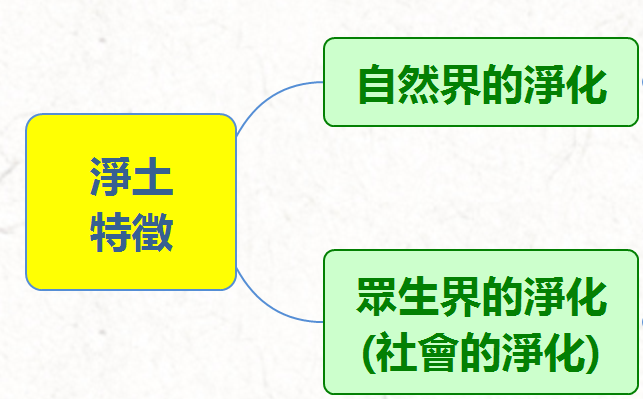 淨土
特徵
自然界的淨化
眾生界的淨化
(社會的淨化)